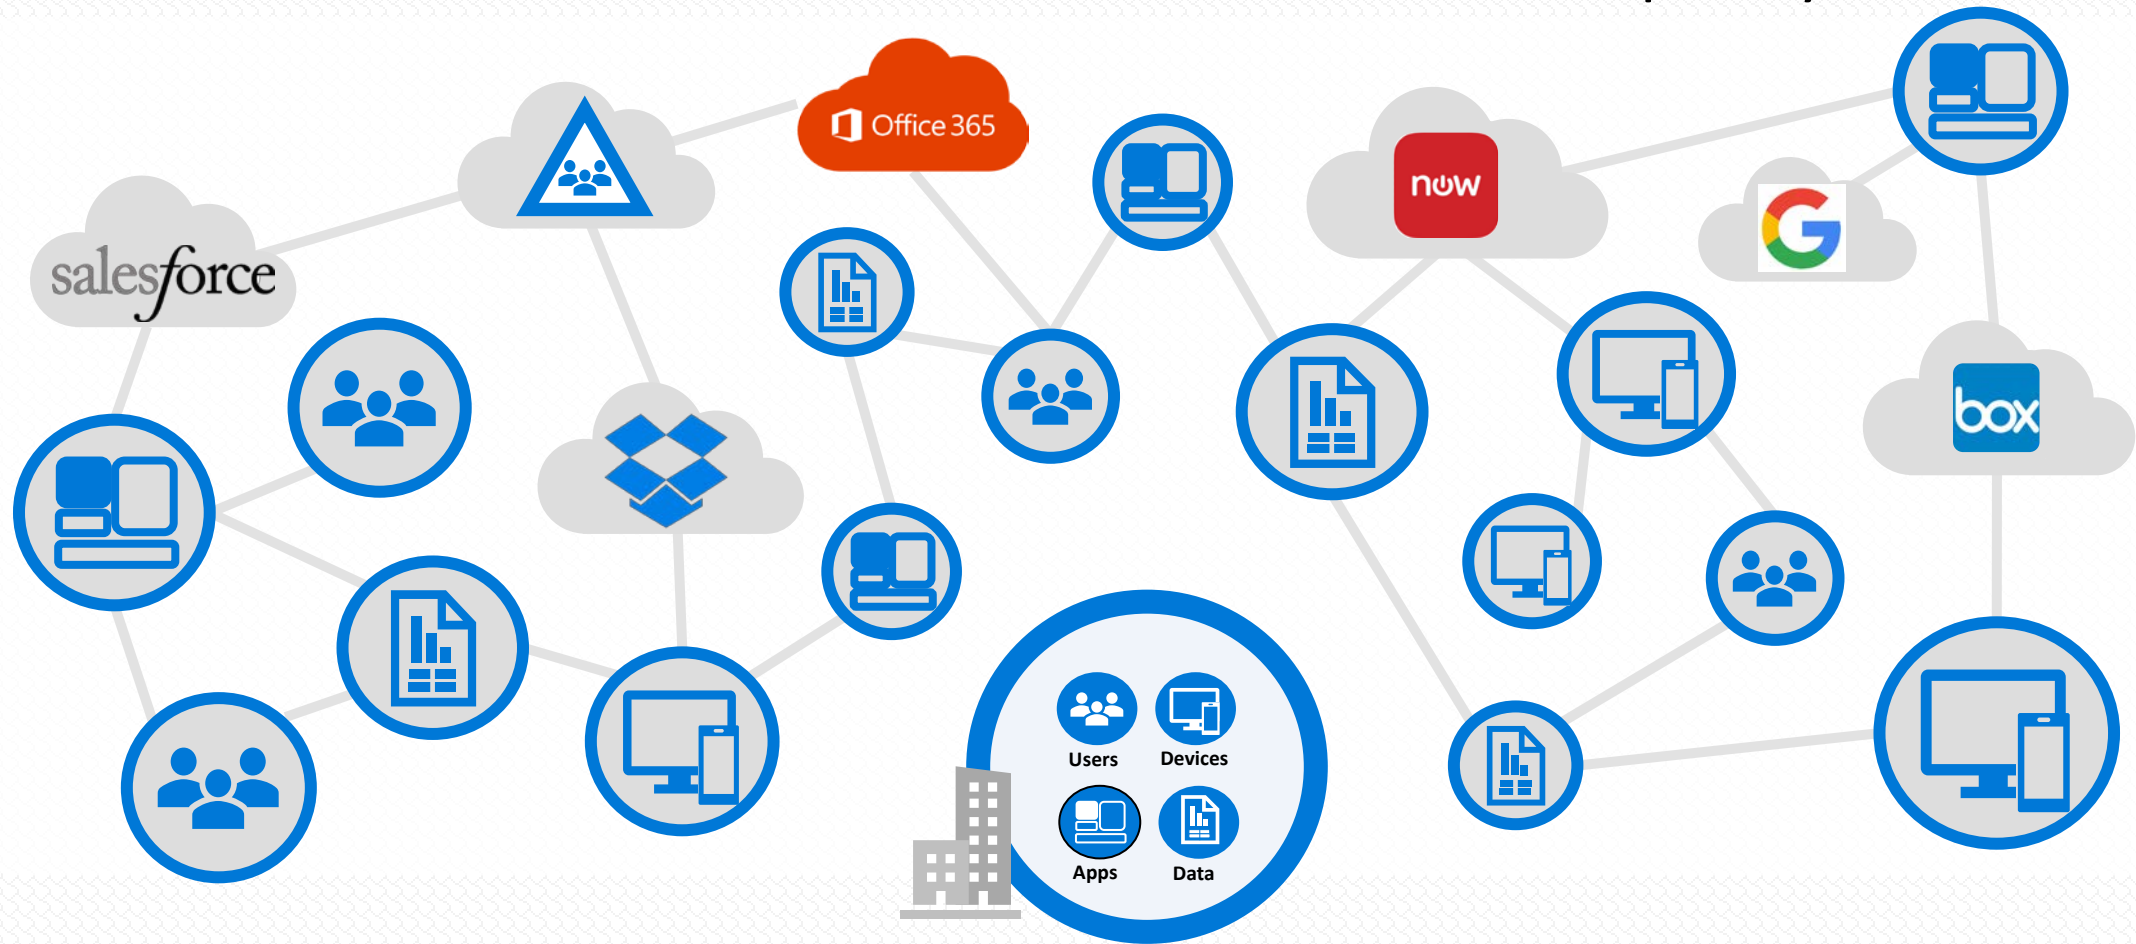 Office 365
now
salesforce
box
Users
Devices
Apps
Data